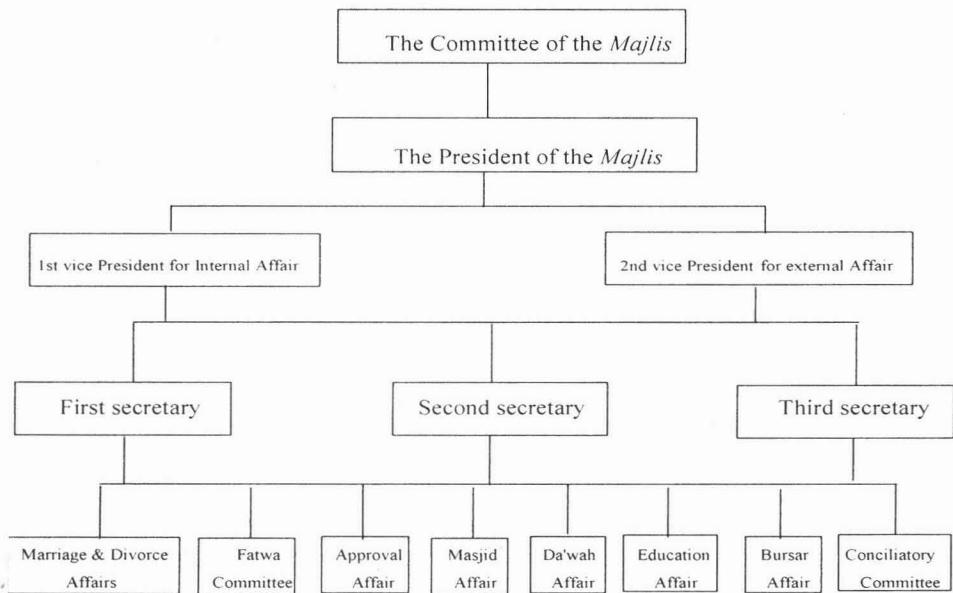 The Committee of the Majlis
The President of the Majlis
1st vice President for Internal Affair
2nd vice President for external Affair
First secretary
Second secretary
Third secretary
Marriage & Divorce
Affairs
Fatwa
Committee
Approval
Affair
Masjid
Affair
Da'wah
Affair
Education
Affair
Bursar
Affair
Conciliatory
Committee